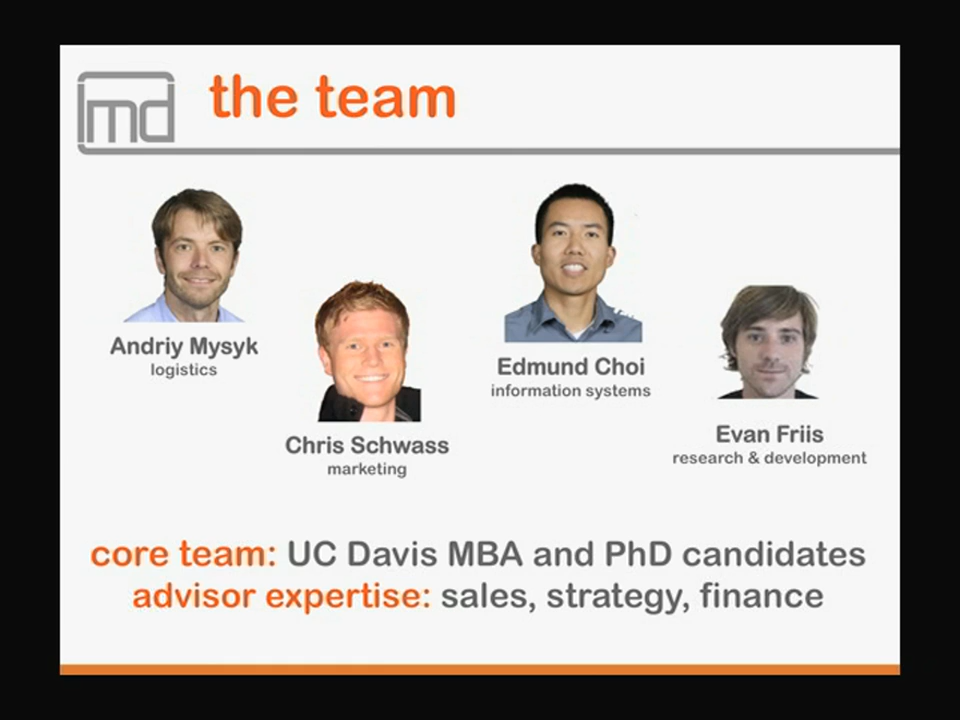 lmd
the team
Andriy Mysyk
logistics
Chris Schwass
marketing
Edmund Choi
information systems
Evan Friis
research & development
core team: UC Davis MBA and PhD candidates
advisor expertise: sales, strategy, finance